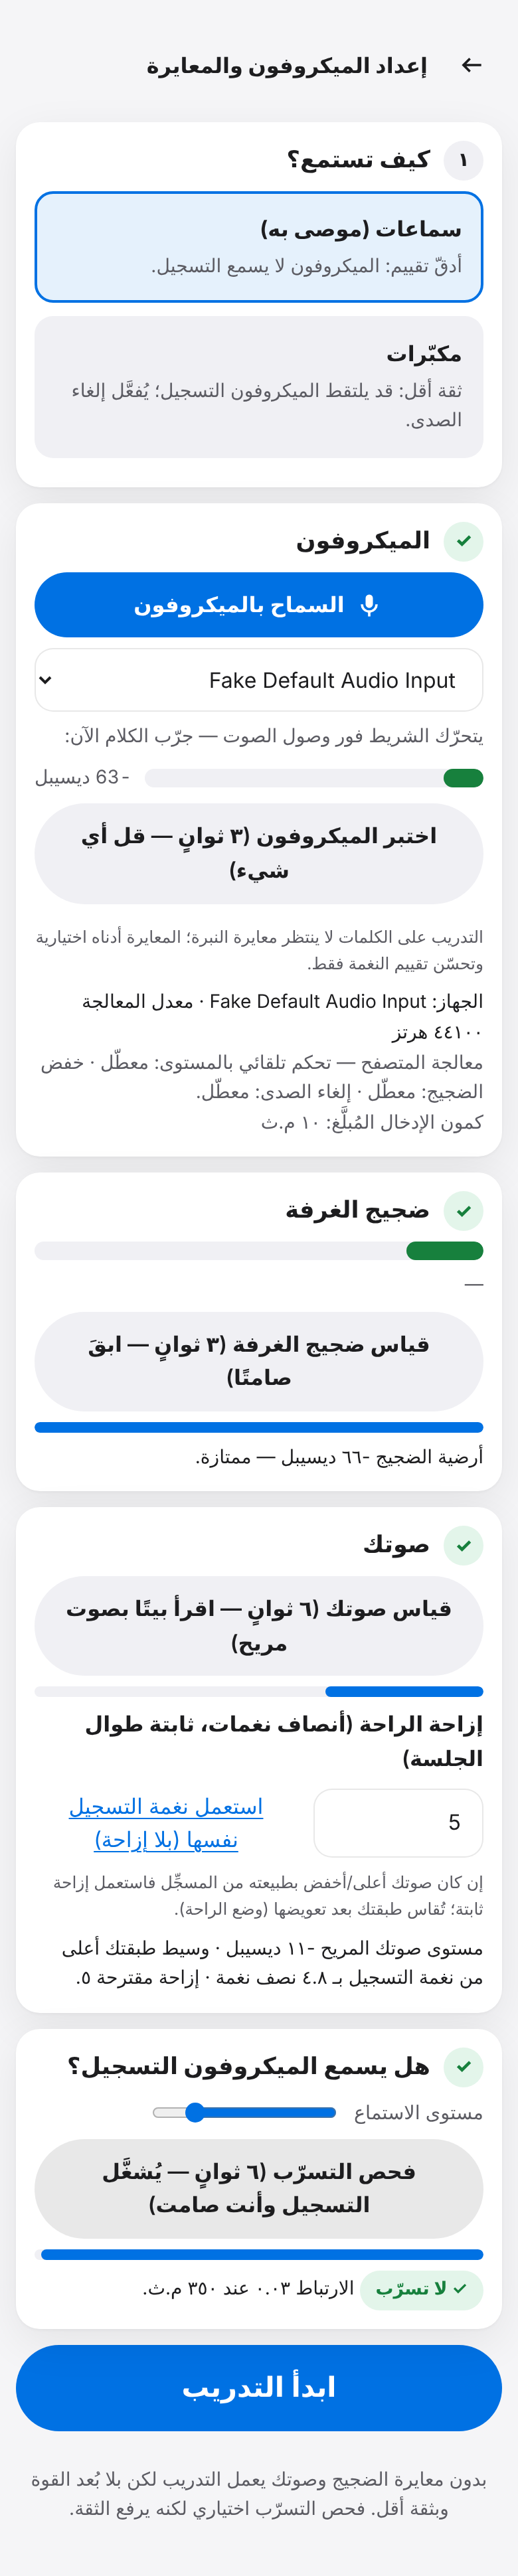 إعداد الميكروفون والمعايرة
١
كيف تستمع؟
سماعات (موصى به)
أدقّ تقييم: الميكروفون لا يسمع التسجيل.
مكبّرات
ثقة أقل: قد يلتقط الميكروفون التسجيل؛ يُفعَّل إلغاء
الصدى.
✓
الميكروفون
السماح بالميكروفون
Fake Default Audio Input
يتحرّك الشريط فور وصول الصوت — جرّب الكلام الآن:
-63 ديسيبل
اختبر الميكروفون (٣ ثوانٍ — قل أي
شيء)
التدريب على الكلمات لا ينتظر معايرة النبرة؛ المعايرة أدناه اختيارية
وتحسّن تقييم النغمة فقط.
الجهاز: Fake Default Audio Input · معدل المعالجة
٤٤١٠٠ هرتز
معالجة المتصفح — تحكم تلقائي بالمستوى: معطّل · خفض
الضجيج: معطّل · إلغاء الصدى: معطّل.
كمون الإدخال المُبلَّغ: ١٠ م.ث
✓
ضجيج الغرفة
—
قياس ضجيج الغرفة (٣ ثوانٍ — ابقَ
صامتًا)
أرضية الضجيج -٦٦ ديسيبل — ممتازة.
✓
صوتك
قياس صوتك (٦ ثوانٍ — اقرأ بيتًا بصوت
مريح)
إزاحة الراحة (أنصاف نغمات، ثابتة طوال
الجلسة)
5
استعمل نغمة التسجيل
نفسها (بلا إزاحة)
إن كان صوتك أعلى/أخفض بطبيعته من المسجِّل فاستعمل إزاحة
ثابتة؛ تُقاس طبقتك بعد تعويضها (وضع الراحة).
مستوى صوتك المريح -١١ ديسيبل · وسيط طبقتك أعلى
من نغمة التسجيل بـ ٤.٨ نصف نغمة · إزاحة مقترحة ٥.
✓
هل يسمع الميكروفون التسجيل؟
مستوى الاستماع
فحص التسرّب (٦ ثوانٍ — يُشغَّل
التسجيل وأنت صامت)
✓ لا تسرّب الارتباط ٠.٠٣ عند ٣٥٠ م.ث.
ابدأ التدريب
بدون معايرة الضجيج وصوتك يعمل التدريب لكن بلا بُعد القوة
وبثقة أقل. فحص التسرّب اختياري لكنه يرفع الثقة.